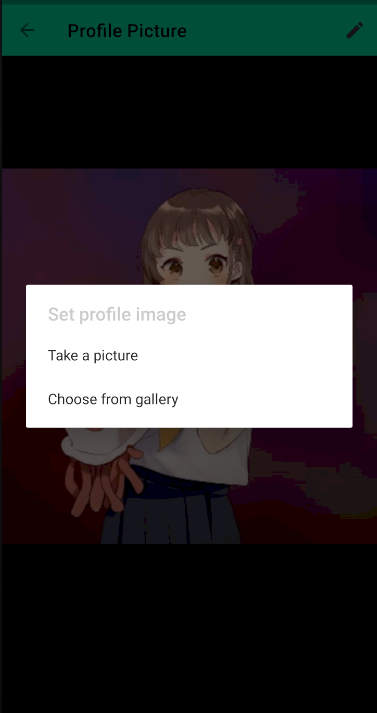 Profile Picture
Set profile image
Take a picture
Choose from gallery